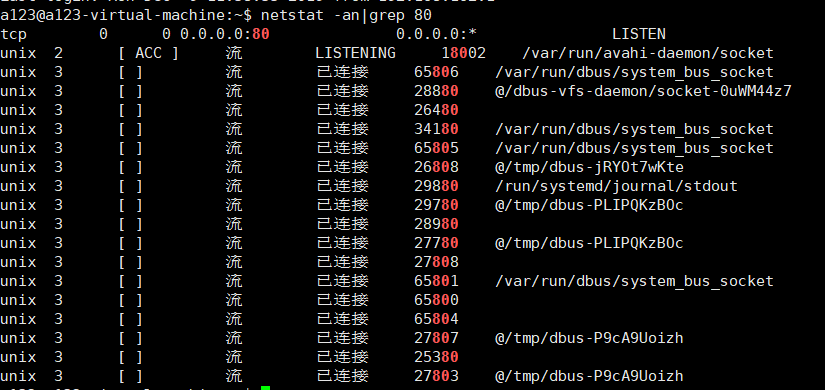 a123@a123-virtual-machine:~$ netstat -an|grep 80
tcp 0 0 0.0.0.0:80 0.0.0.0:* LISTEN
unix 2 [ ACC ] 流 LISTENING 18002 /var/run/avahi-daemon/socket
unix 3 [ ] 流 已连接 65806 /var/run/dbus/system_bus_socket
unix 3 [ ] 流 已连接 28880 @/dbus-vfs-daemon/socket-0uWM44z7
unix 3 [ ] 流 已连接 26480
unix 3 [ ] 流 已连接 34180 /var/run/dbus/system_bus_socket
unix 3 [ ] 流 已连接 65805 /var/run/dbus/system_bus_socket
unix 3 [ ] 流 已连接 26808 @/tmp/dbus-jRYOt7wKte
unix 3 [ ] 流 已连接 29880 /run/systemd/journal/stdout
unix 3 [ ] 流 已连接 29780 @/tmp/dbus-PLIPQKzBOc
unix 3 [ ] 流 已连接 28980
unix 3 [ ] 流 已连接 27780 @/tmp/dbus-PLIPQKzBOc
unix 3 [ ] 流 已连接 27808
unix 3 [ ] 流 已连接 65801 /var/run/dbus/system_bus_socket
unix 3 [ ] 流 已连接 65800
unix 3 [ ] 流 已连接 65804
unix 3 [ ] 流 已连接 27807 @/tmp/dbus-P9cA9Uoizh
unix 3 [ ] 流 已连接 25380
unix 3 [ ] 流 已连接 27803 @/tmp/dbus-P9cA9Uoizh